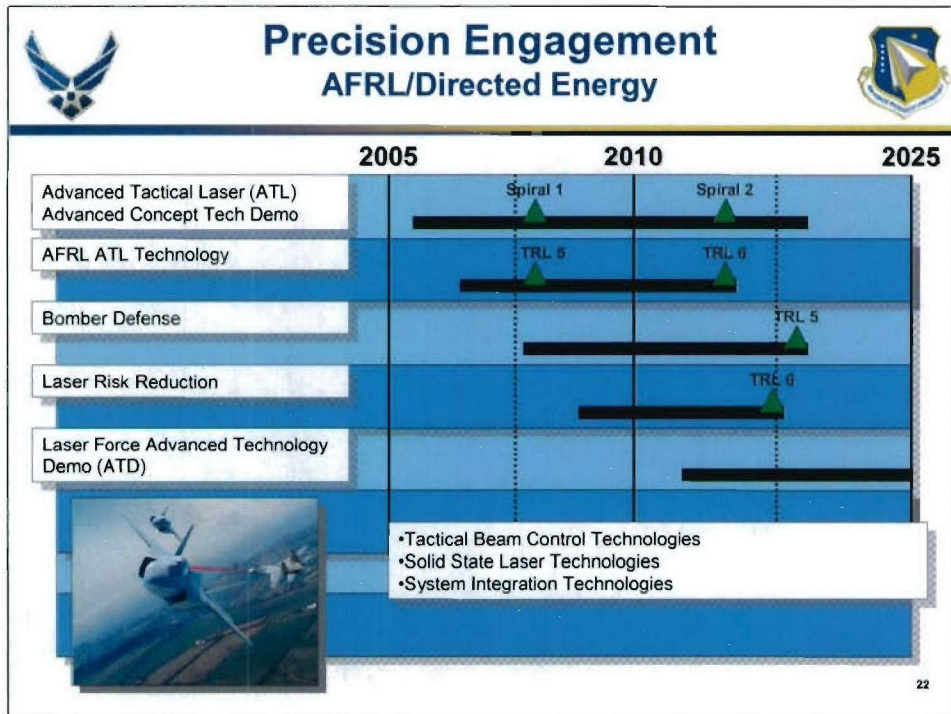 Precision Engagement
AFRL/Directed Energy
2005 2010 2025
Advanced Tactical Laser (ATL)
Advanced Concept Tech Demo
Spiral 1 Spiral 2
AFRL ATL Technology
TRL 5 TRL 6
Bomber Defense
TRL 5
Laser Risk Reduction
TRL 6
Laser Force Advanced Technology
Demo (ATD)
•Tactical Beam Control Technologies
•Solid State Laser Technologies
•System Integration Technologies
22